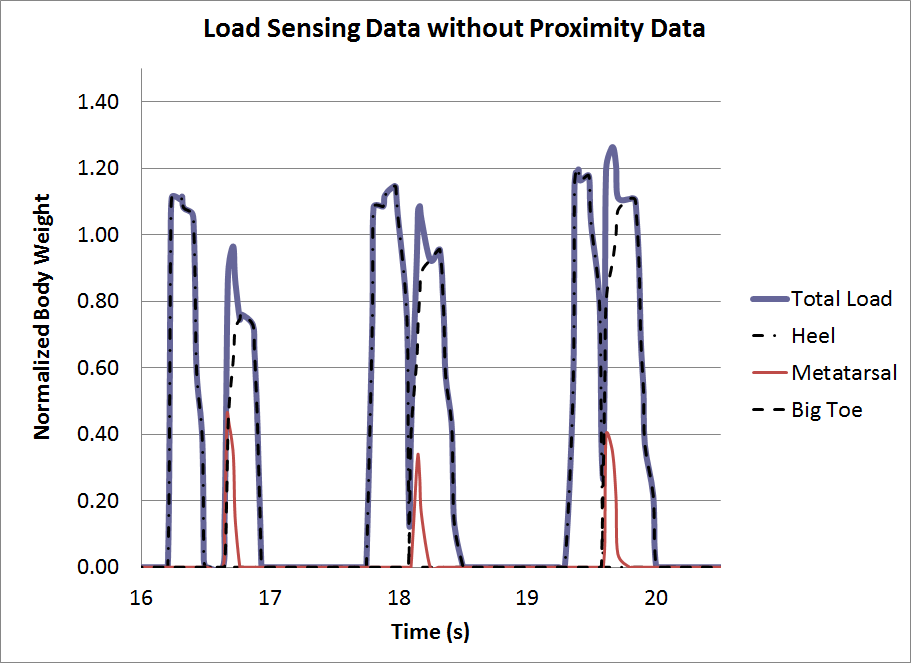 Load Sensing Data without Proximity Data
1.40
1.20
1.00
0.80
0.60
0.40
0.20
0.00
Normalized Body Weight
16 17 18 19 20
Time (s)
Total Load
Heel
Metatarsal
Big Toe